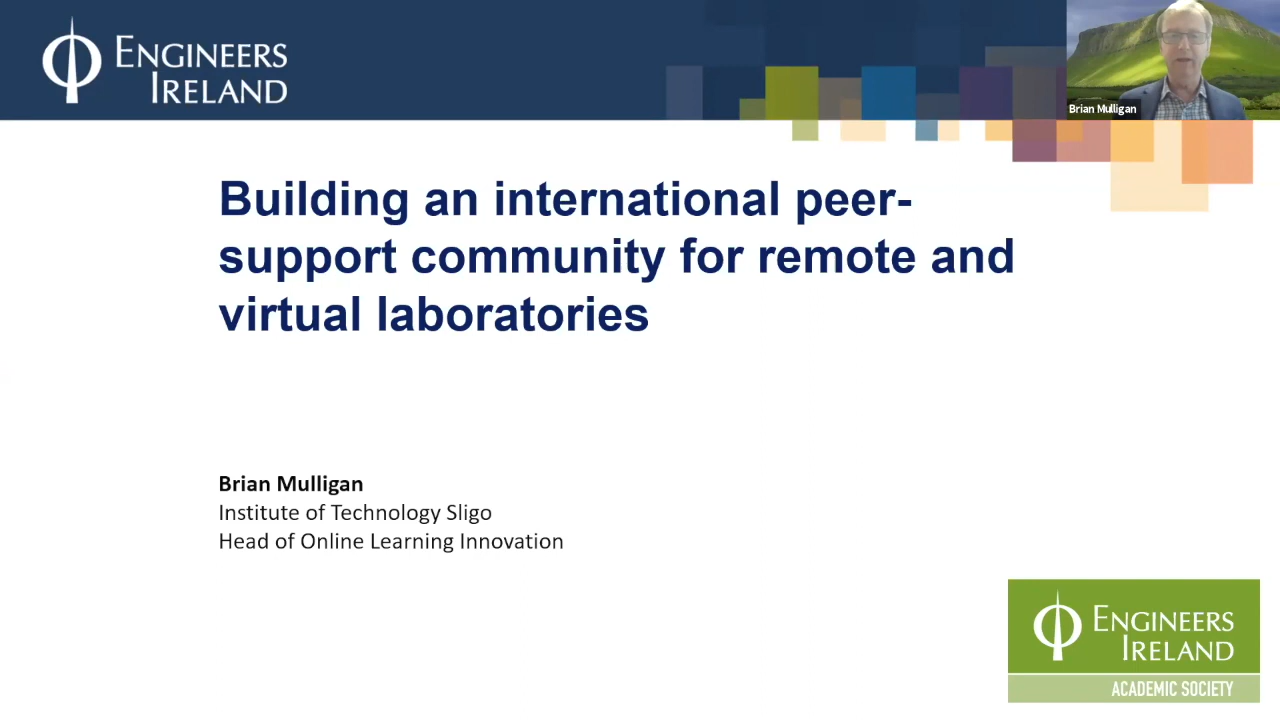 ENGINEERS
IRELAND
Brian Mulligan
Building an international peer-
support community for remote and
virtual laboratories
Brian Mulligan
Institute of Technology Sligo
Head of Online Learning Innovation
ENGINEERS
IRELAND
ACADEMIC SOCIETY